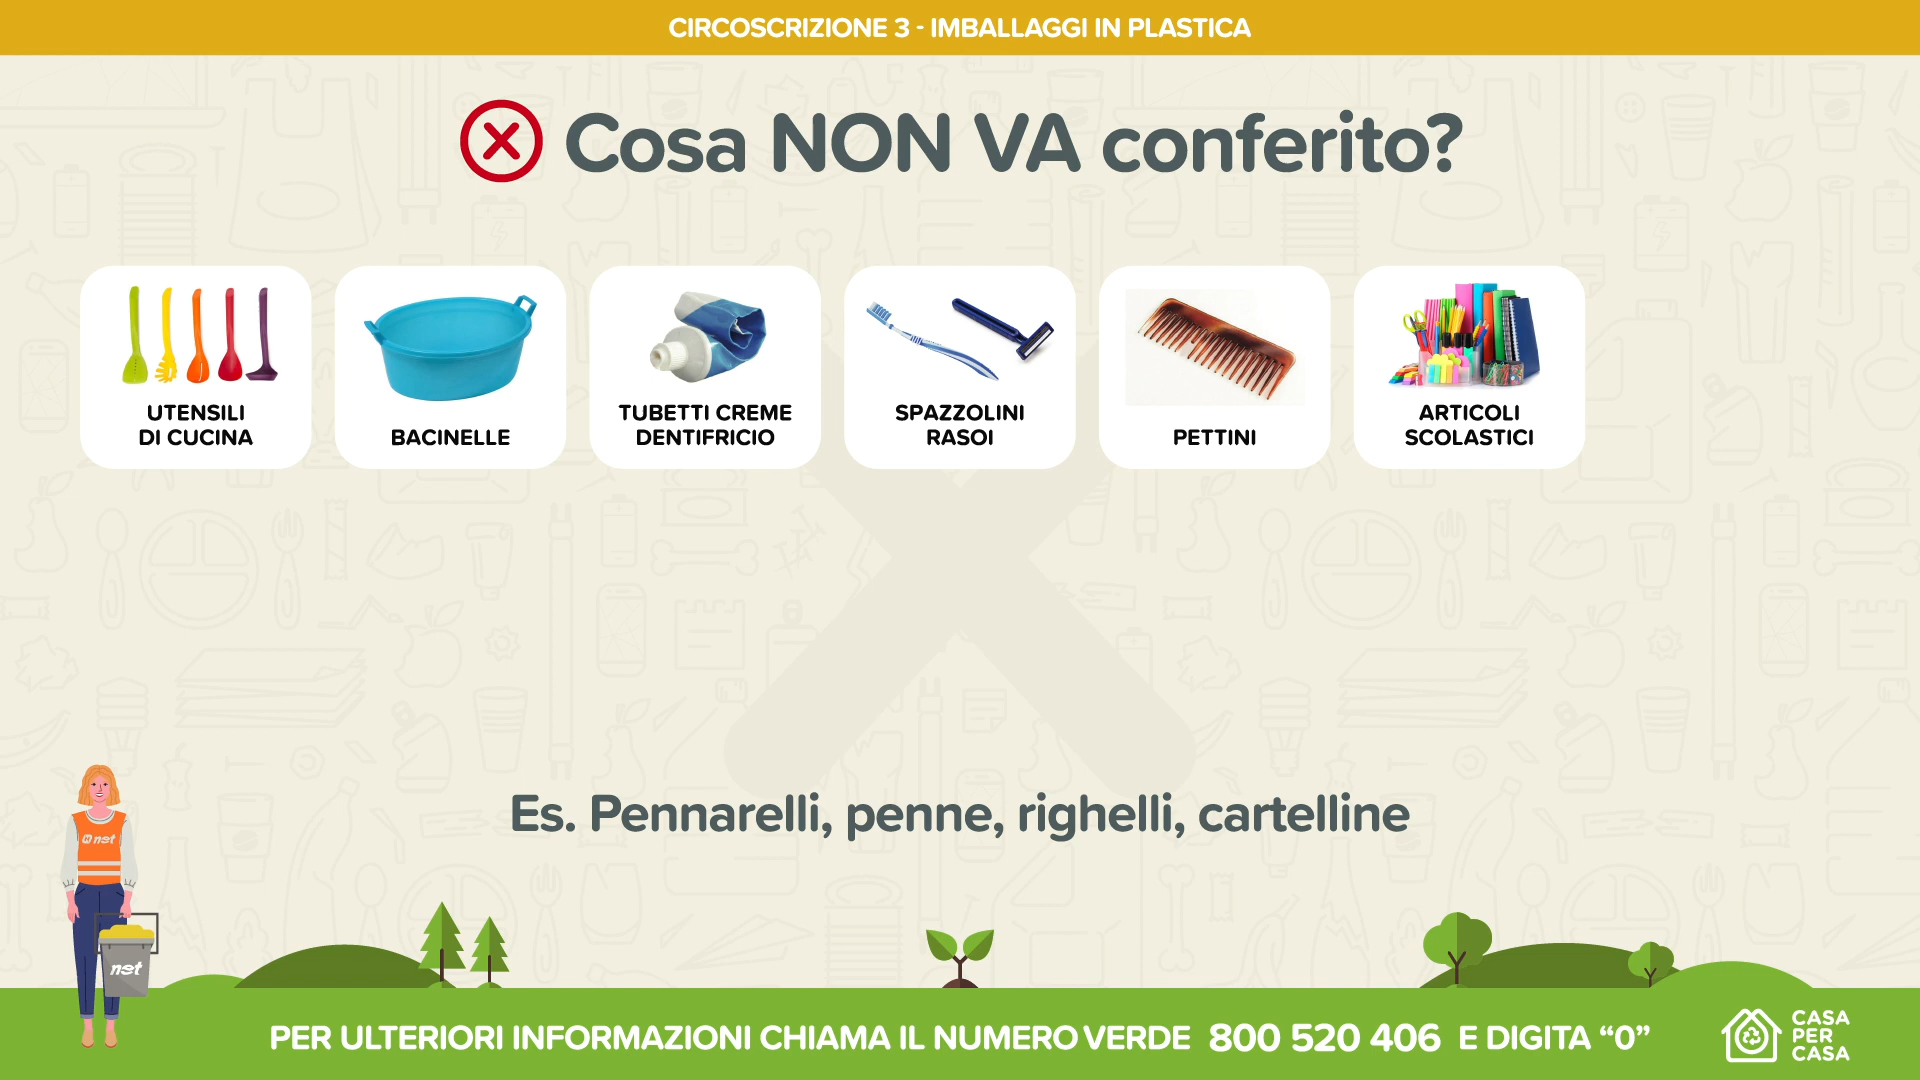 CIRCOSCRIZIONE 3 - IMBALLAGGI IN PLASTICA
Cosa NON VA conferito?
UTENSILI
DI CUCINA
BACINELLE
TUBETTI CREME
DENTIFRICIO
SPAZZOLINI
RASOI
PETTINI
ARTICOLI
SCOLASTICI
Es. Pennarelli, penne, righelli, cartelline
net
net
PER ULTERIORI INFORMAZIONI CHIAMA IL NUMERO VERDE 800 520 406 E DIGITA “0”
CASA
PER
CASA